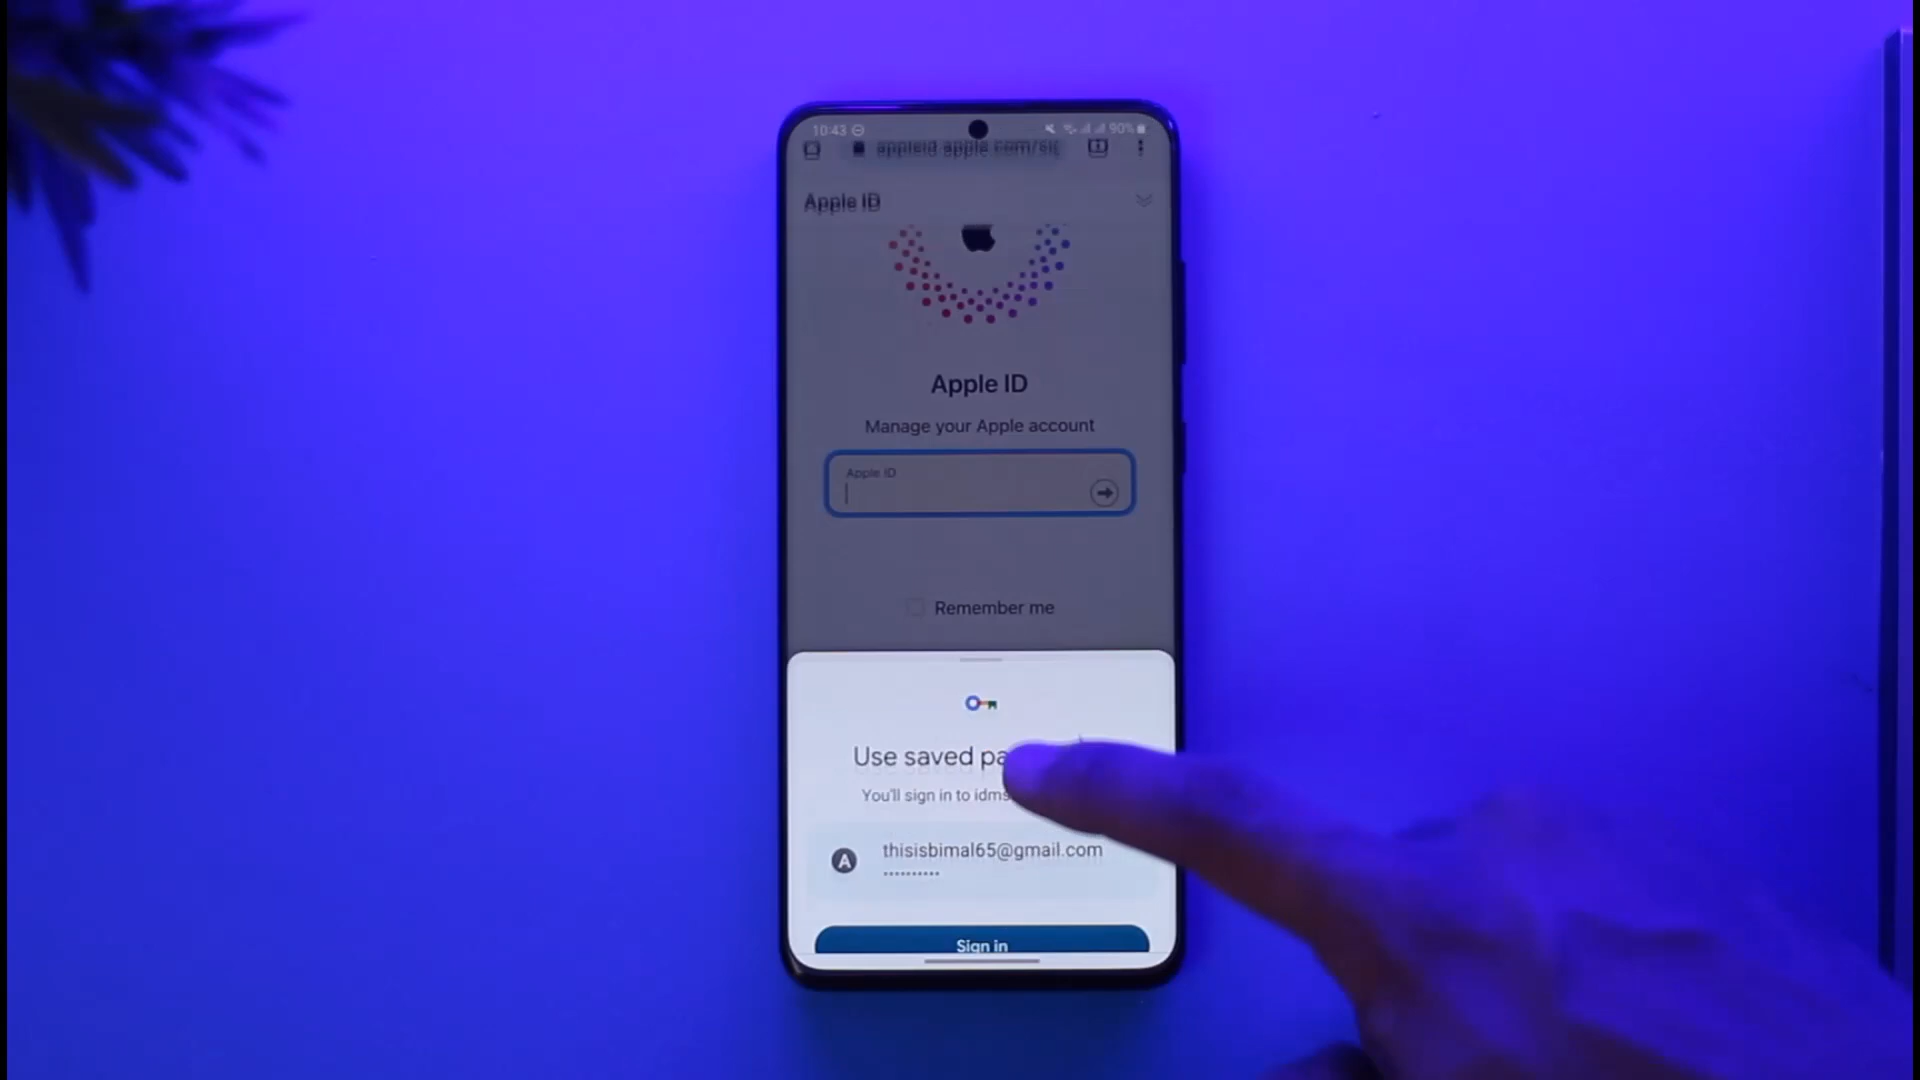 10:43 90%
appleid.apple.com/sig
Apple ID
Apple ID
Manage your Apple account
Apple ID
Remember me
Use saved pa
You'll sign in to idms
A thisisbimal65@gmail.com
••••••••••
Sign in